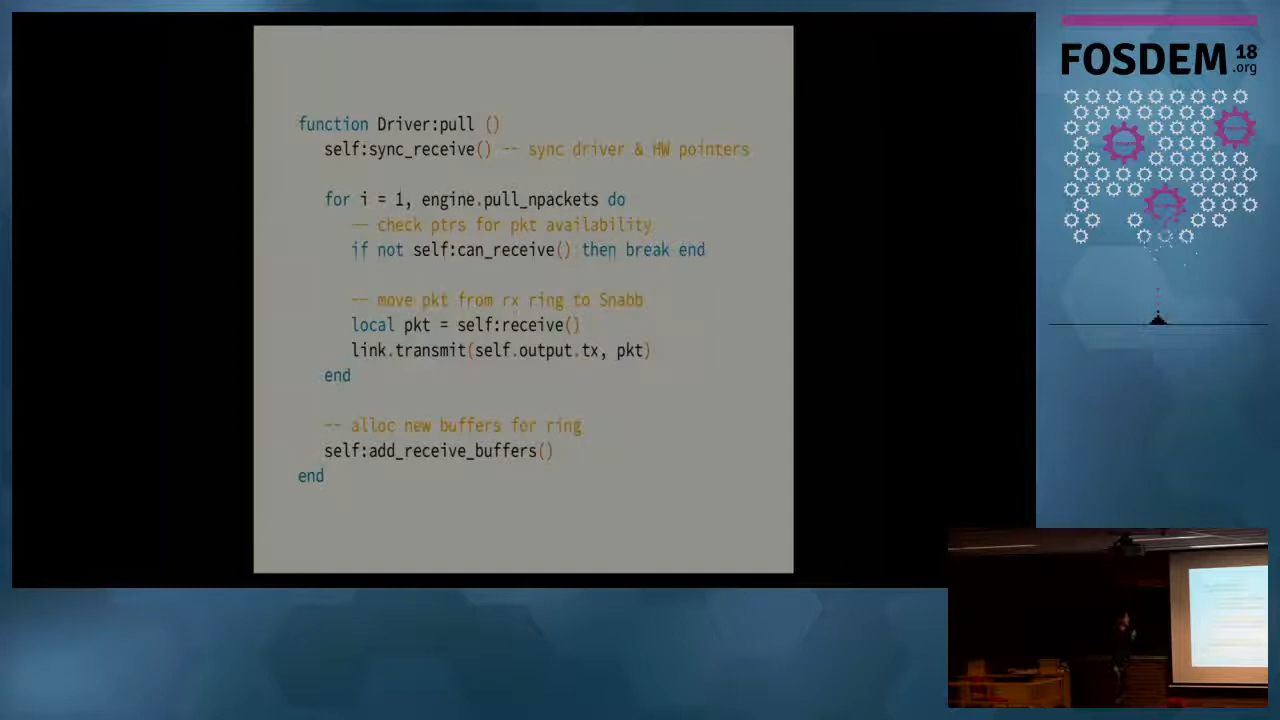 function Driver:pull ()
self:sync_receive() -- sync driver & HW pointers
for i = 1, engine.pull_npackets do
-- check ptrs for pkt availability
if not self:can_receive() then break end
-- move pkt from rx ring to Snabb
local pkt = self:receive()
link.transmit(self.output.tx, pkt)
end
-- alloc new buffers for ring
self:add_receive_buffers()
end
FOSDEM 18
.org